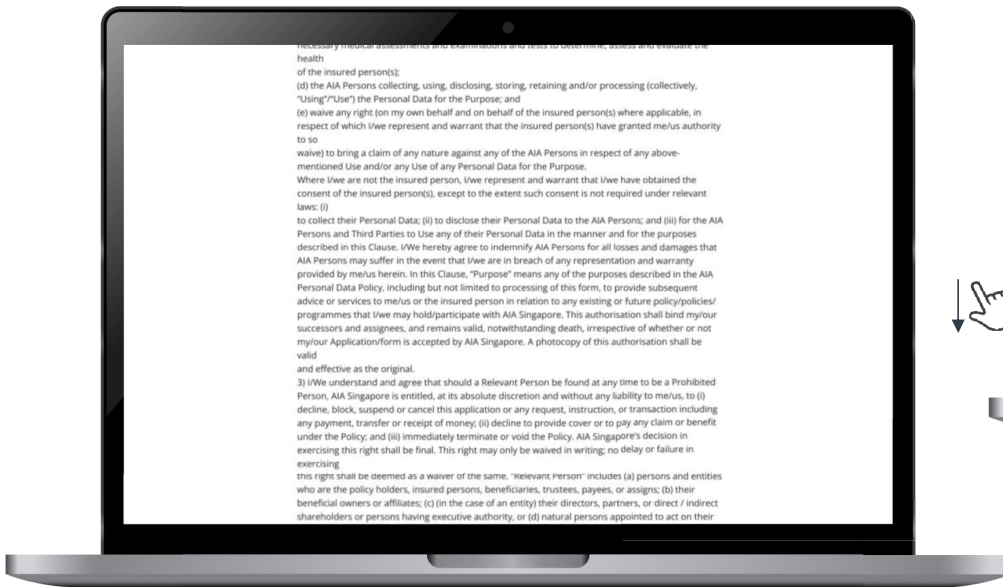 necessary medical assessments and examinations and tests to determine, assess and evaluate the
health
of the insured person(s);
(d) the AIA Persons collecting, using, disclosing, storing, retaining and/or processing (collectively,
"Using"/"Use") the Personal Data for the Purpose; and
(e) waive any right (on my own behalf and on behalf of the insured person(s) where applicable, in
respect of which I/we represent and warrant that the insured person(s) have granted me/us authority
to so
waive) to bring a claim of any nature against any of the AIA Persons in respect of any above-
mentioned Use and/or any Use of any Personal Data for the Purpose.
Where I/we are not the insured person, I/we represent and warrant that I/we have obtained the
consent of the insured person(s), except to the extent such consent is not required under relevant
laws: (i)
to collect their Personal Data; (ii) to disclose their Personal Data to the AIA Persons; and (iii) for the AIA
Persons and Third Parties to Use any of their Personal Data in the manner and for the purposes
described in this Clause. I/We hereby agree to indemnify AIA Persons for all losses and damages that
AIA Persons may suffer in the event that I/we are in breach of any representation and warranty
provided by me/us herein. In this Clause, "Purpose" means any of the purposes described in the AIA
Personal Data Policy, including but not limited to processing of this form, to provide subsequent
advice or services to me/us or the insured person in relation to any existing or future policy/policies/
programmes that I/we may hold/participate with AIA Singapore. This authorisation shall bind my/our
successors and assignees, and remains valid, notwithstanding death, irrespective of whether or not
my/our Application/form is accepted by AIA Singapore. A photocopy of this authorisation shall be
valid
and effective as the original.
3) I/We understand and agree that should a Relevant Person be found at any time to be a Prohibited
Person, AIA Singapore is entitled, at its absolute discretion and without any liability to me/us, to (i)
decline, block, suspend or cancel this application or any request, instruction, or transaction including
any payment, transfer or receipt of money; (ii) decline to provide cover or to pay any claim or benefit
under the Policy; and (iii) immediately terminate or void the Policy. AIA Singapore's decision in
exercising this right shall be final. This right may only be waived in writing; no delay or failure in
exercising
this right shall be deemed as a waiver of the same. "Relevant Person" includes (a) persons and entities
who are the policy holders, insured persons, beneficiaries, trustees, payees, or assigns; (b) their
beneficial owners or affiliates; (c) (in the case of an entity) their directors, partners, or direct / indirect
shareholders or persons having executive authority, or (d) natural persons appointed to act on their